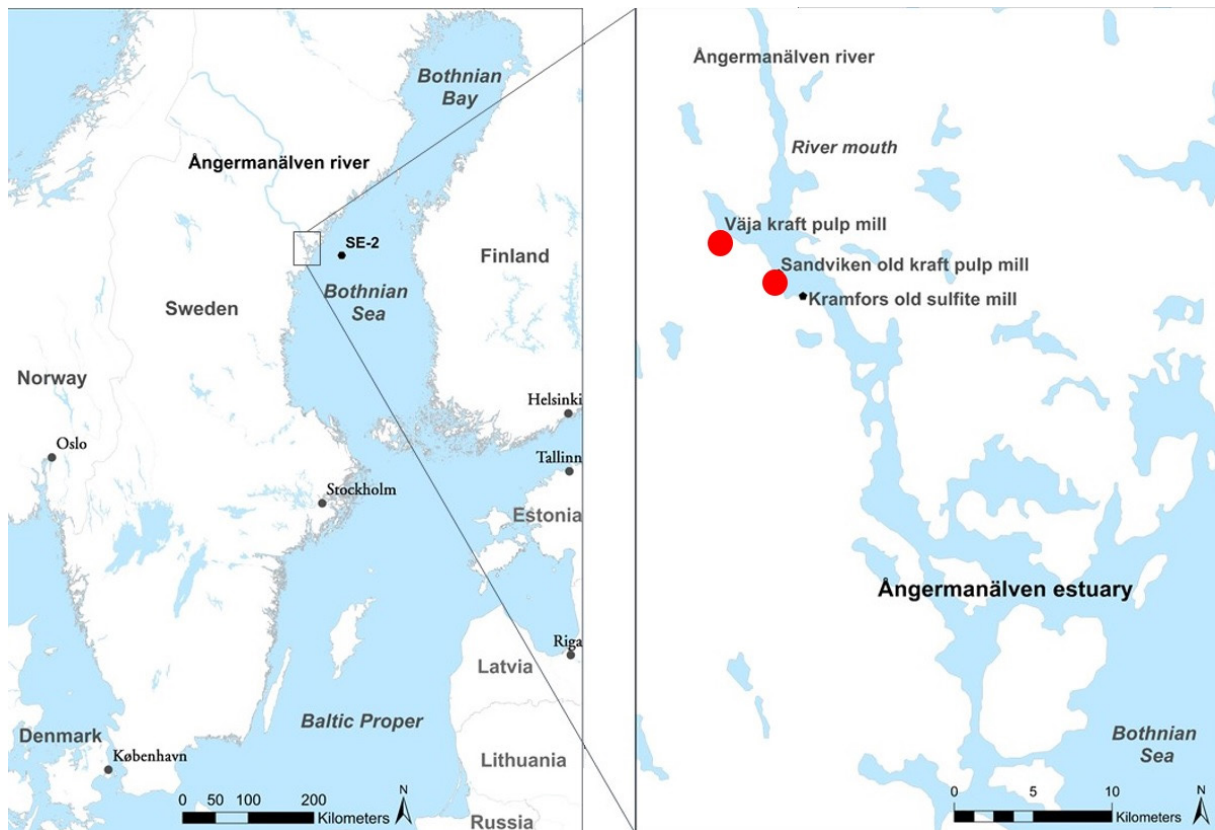 Bothnian
Bay
Ångermanälven river
SE-2
Finland
Bothnian
Sea
Sweden
Norway
Helsinki
Oslo
Tallinn
Stockholm
Estonia
Riga
Latvia
Baltic Proper
Denmark
København
Lithuania
0 50 100 200
Kilometers
N
Russia
Ångermanälven river
River mouth
Väja kraft pulp mill
Sandviken old kraft pulp mill
Kramfors old sulfite mill
Ångermanälven estuary
Bothnian
Sea
0 5 10
Kilometers
N